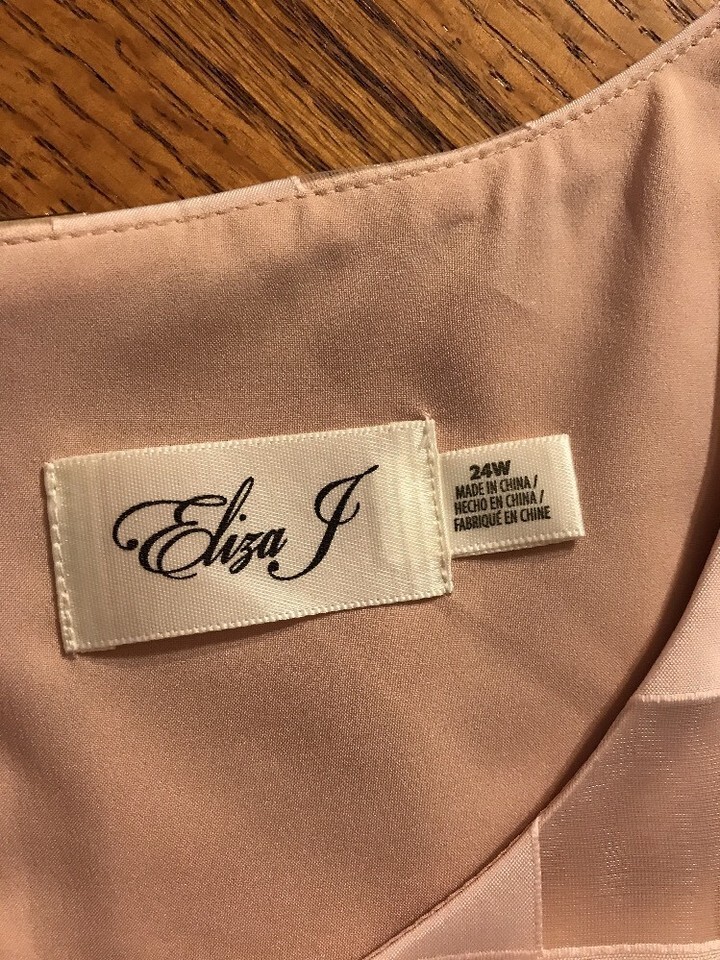 Eliza J
24W
MADE IN CHINA /
HECHO EN CHINA /
FABRIQUÉ EN CHINE